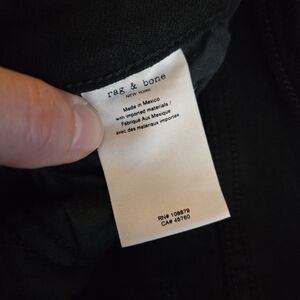 rag & bone
NEW YORK
Made in Mexico
with imported materials /
Fabriqué Aux Mexique
avec des matériaux importés
RN# 109879
CA# 45760